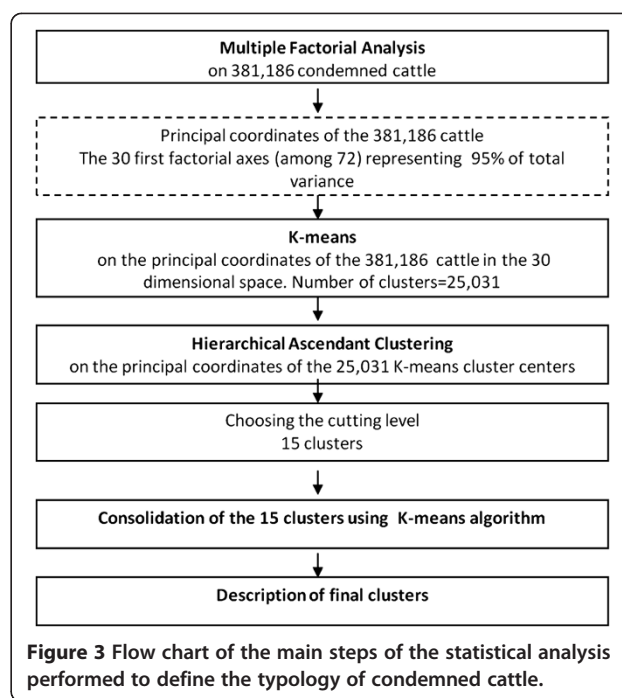 Multiple Factorial Analysis
on 381,186 condemned cattle
Principal coordinates of the 381,186 cattle
The 30 first factorial axes (among 72) representing 95% of total
variance
K-means
on the principal coordinates of the 381,186 cattle in the 30
dimensional space. Number of clusters=25,031
Hierarchical Ascendant Clustering
on the principal coordinates of the 25,031 K-means cluster centers
Choosing the cutting level
15 clusters
Consolidation of the 15 clusters using K-means algorithm
Description of final clusters
Figure 3 Flow chart of the main steps of the statistical analysis
performed to define the typology of condemned cattle.